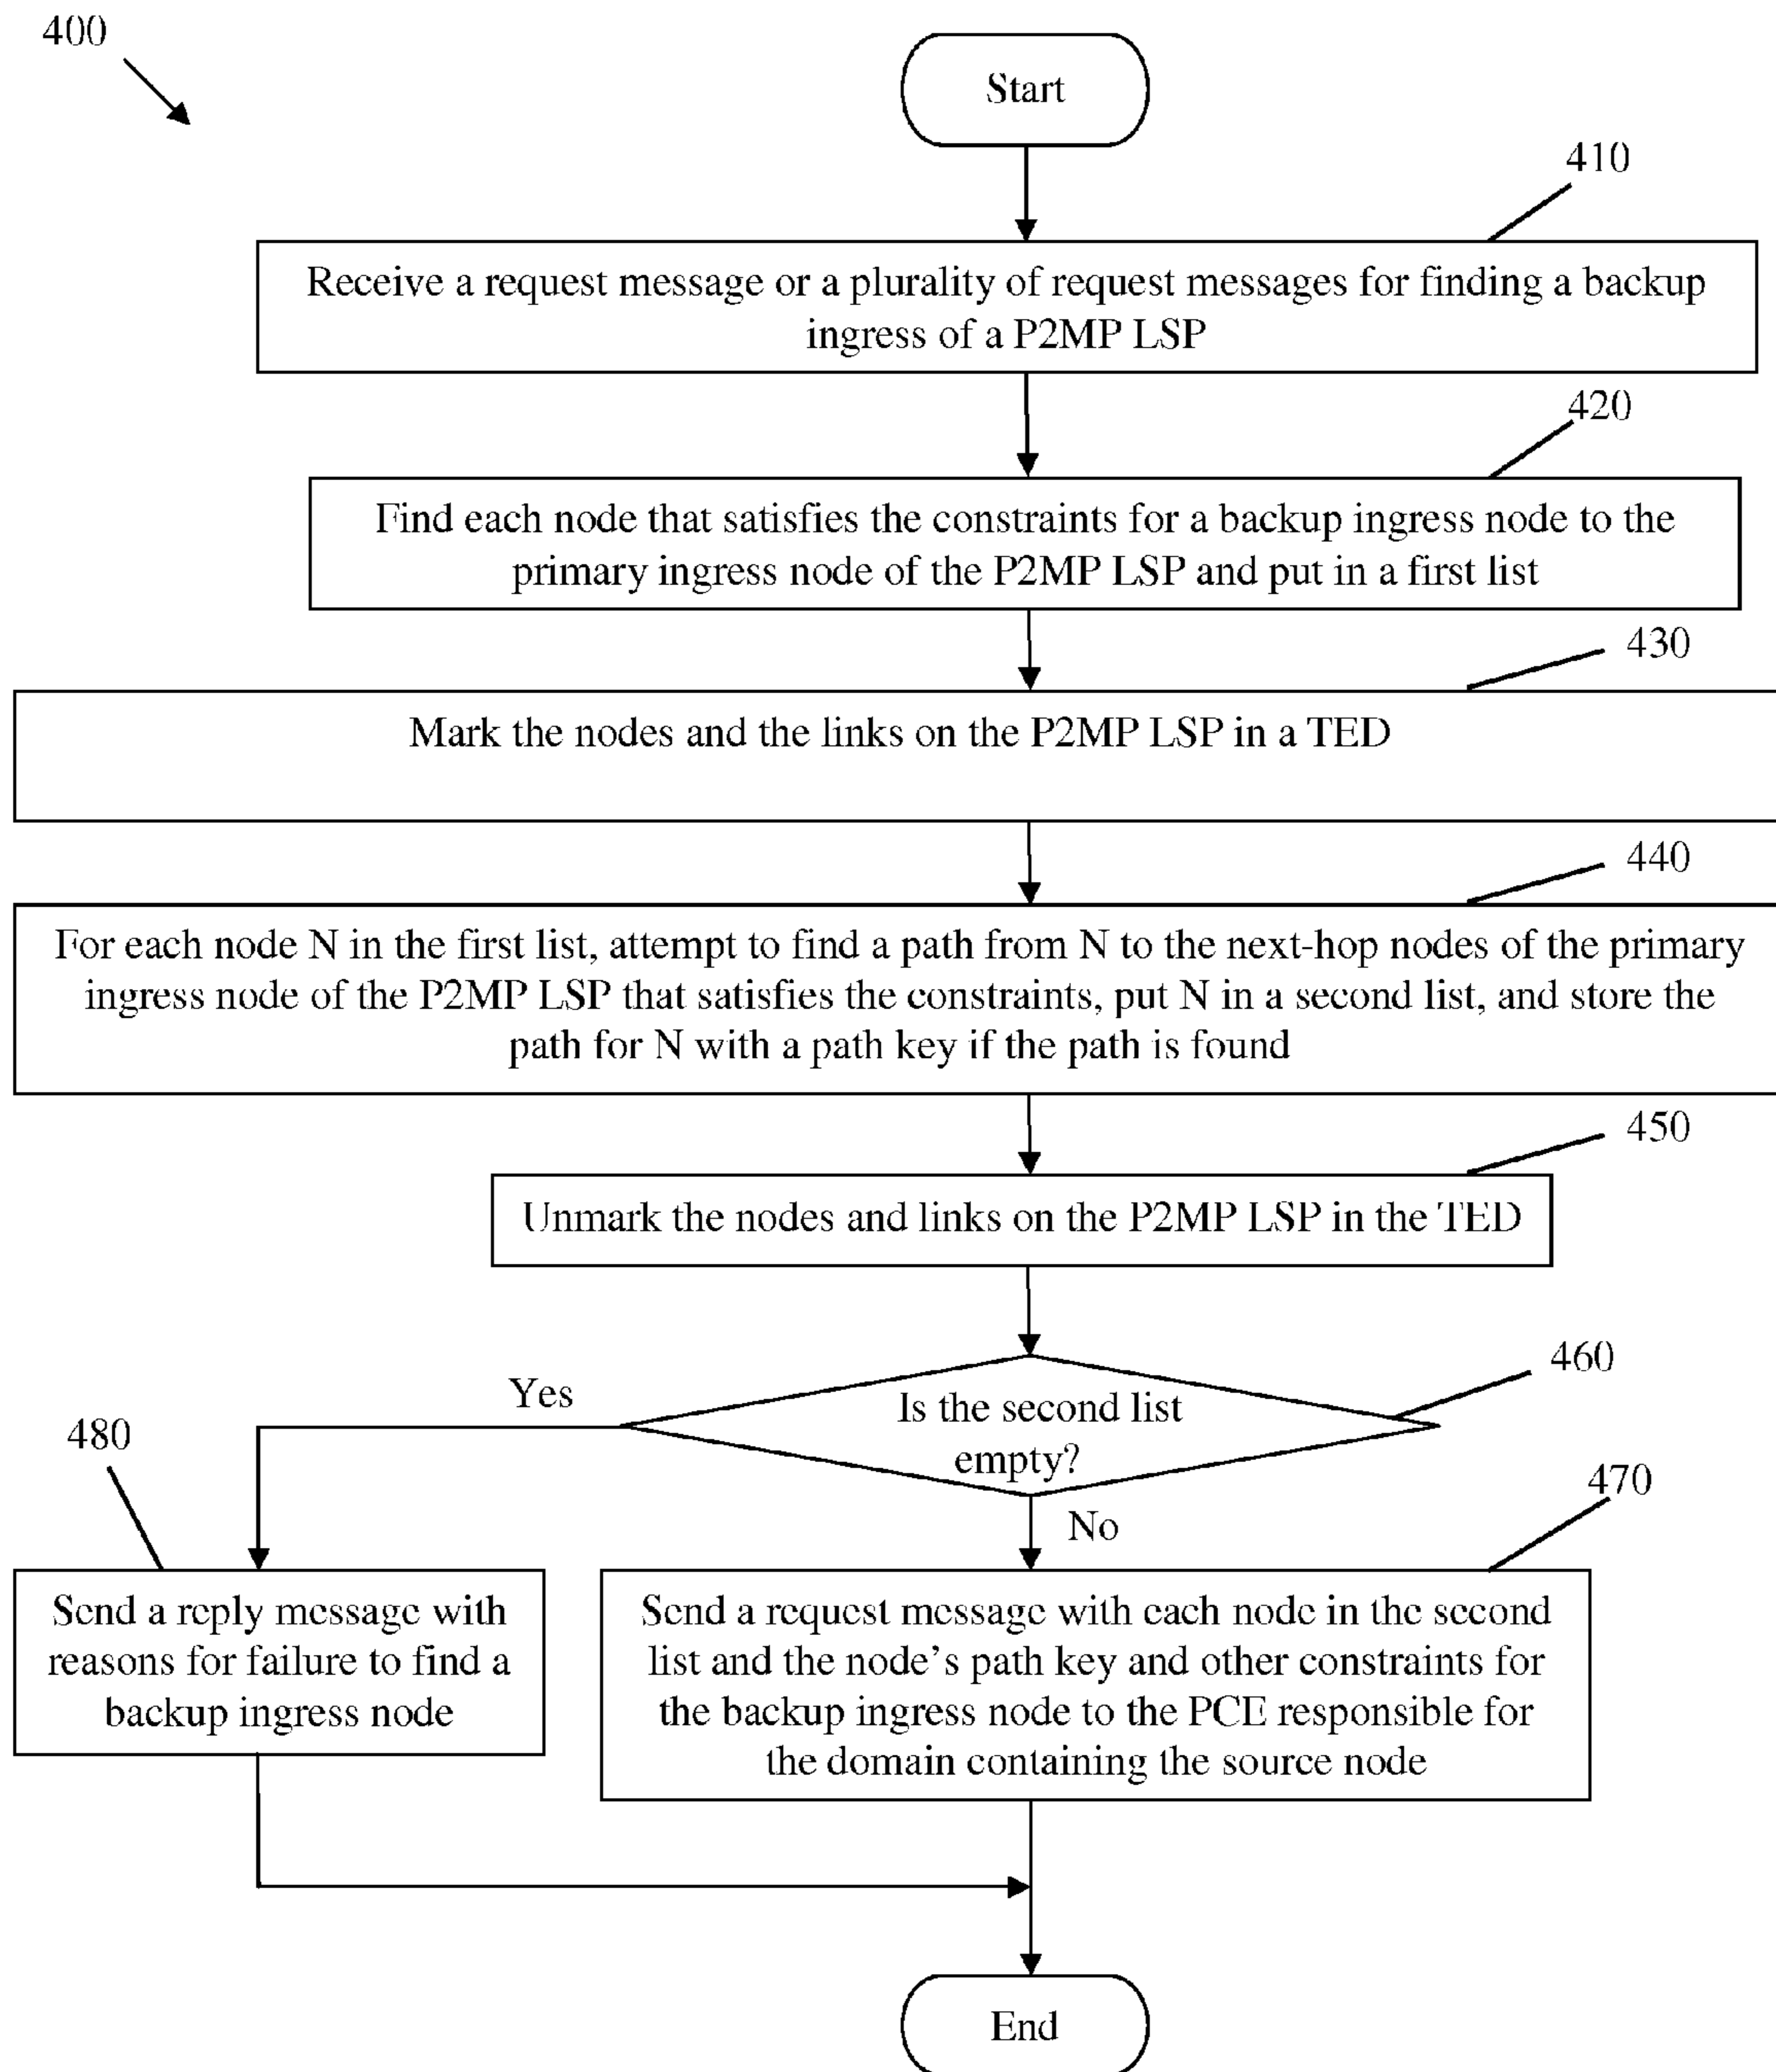 400
Start
410
Receive a request message or a plurality of request messages for finding a backup
ingress of a P2MP LSP
420
Find each node that satisfies the constraints for a backup ingress node to the
primary ingress node of the P2MP LSP and put in a first list
430
Mark the nodes and the links on the P2MP LSP in a TED
440
For each node N in the first list, attempt to find a path from N to the next-hop nodes of the primary
ingress node of the P2MP LSP that satisfies the constraints, put N in a second list, and store the
path for N with a path key if the path is found
450
Unmark the nodes and links on the P2MP LSP in the TED
460
Yes
Is the second list
empty?
480
470
No
Send a reply message with
reasons for failure to find a
backup ingress node
Send a request message with each node in the second
list and the node's path key and other constraints for
the backup ingress node to the PCE responsible for
the domain containing the source node
End